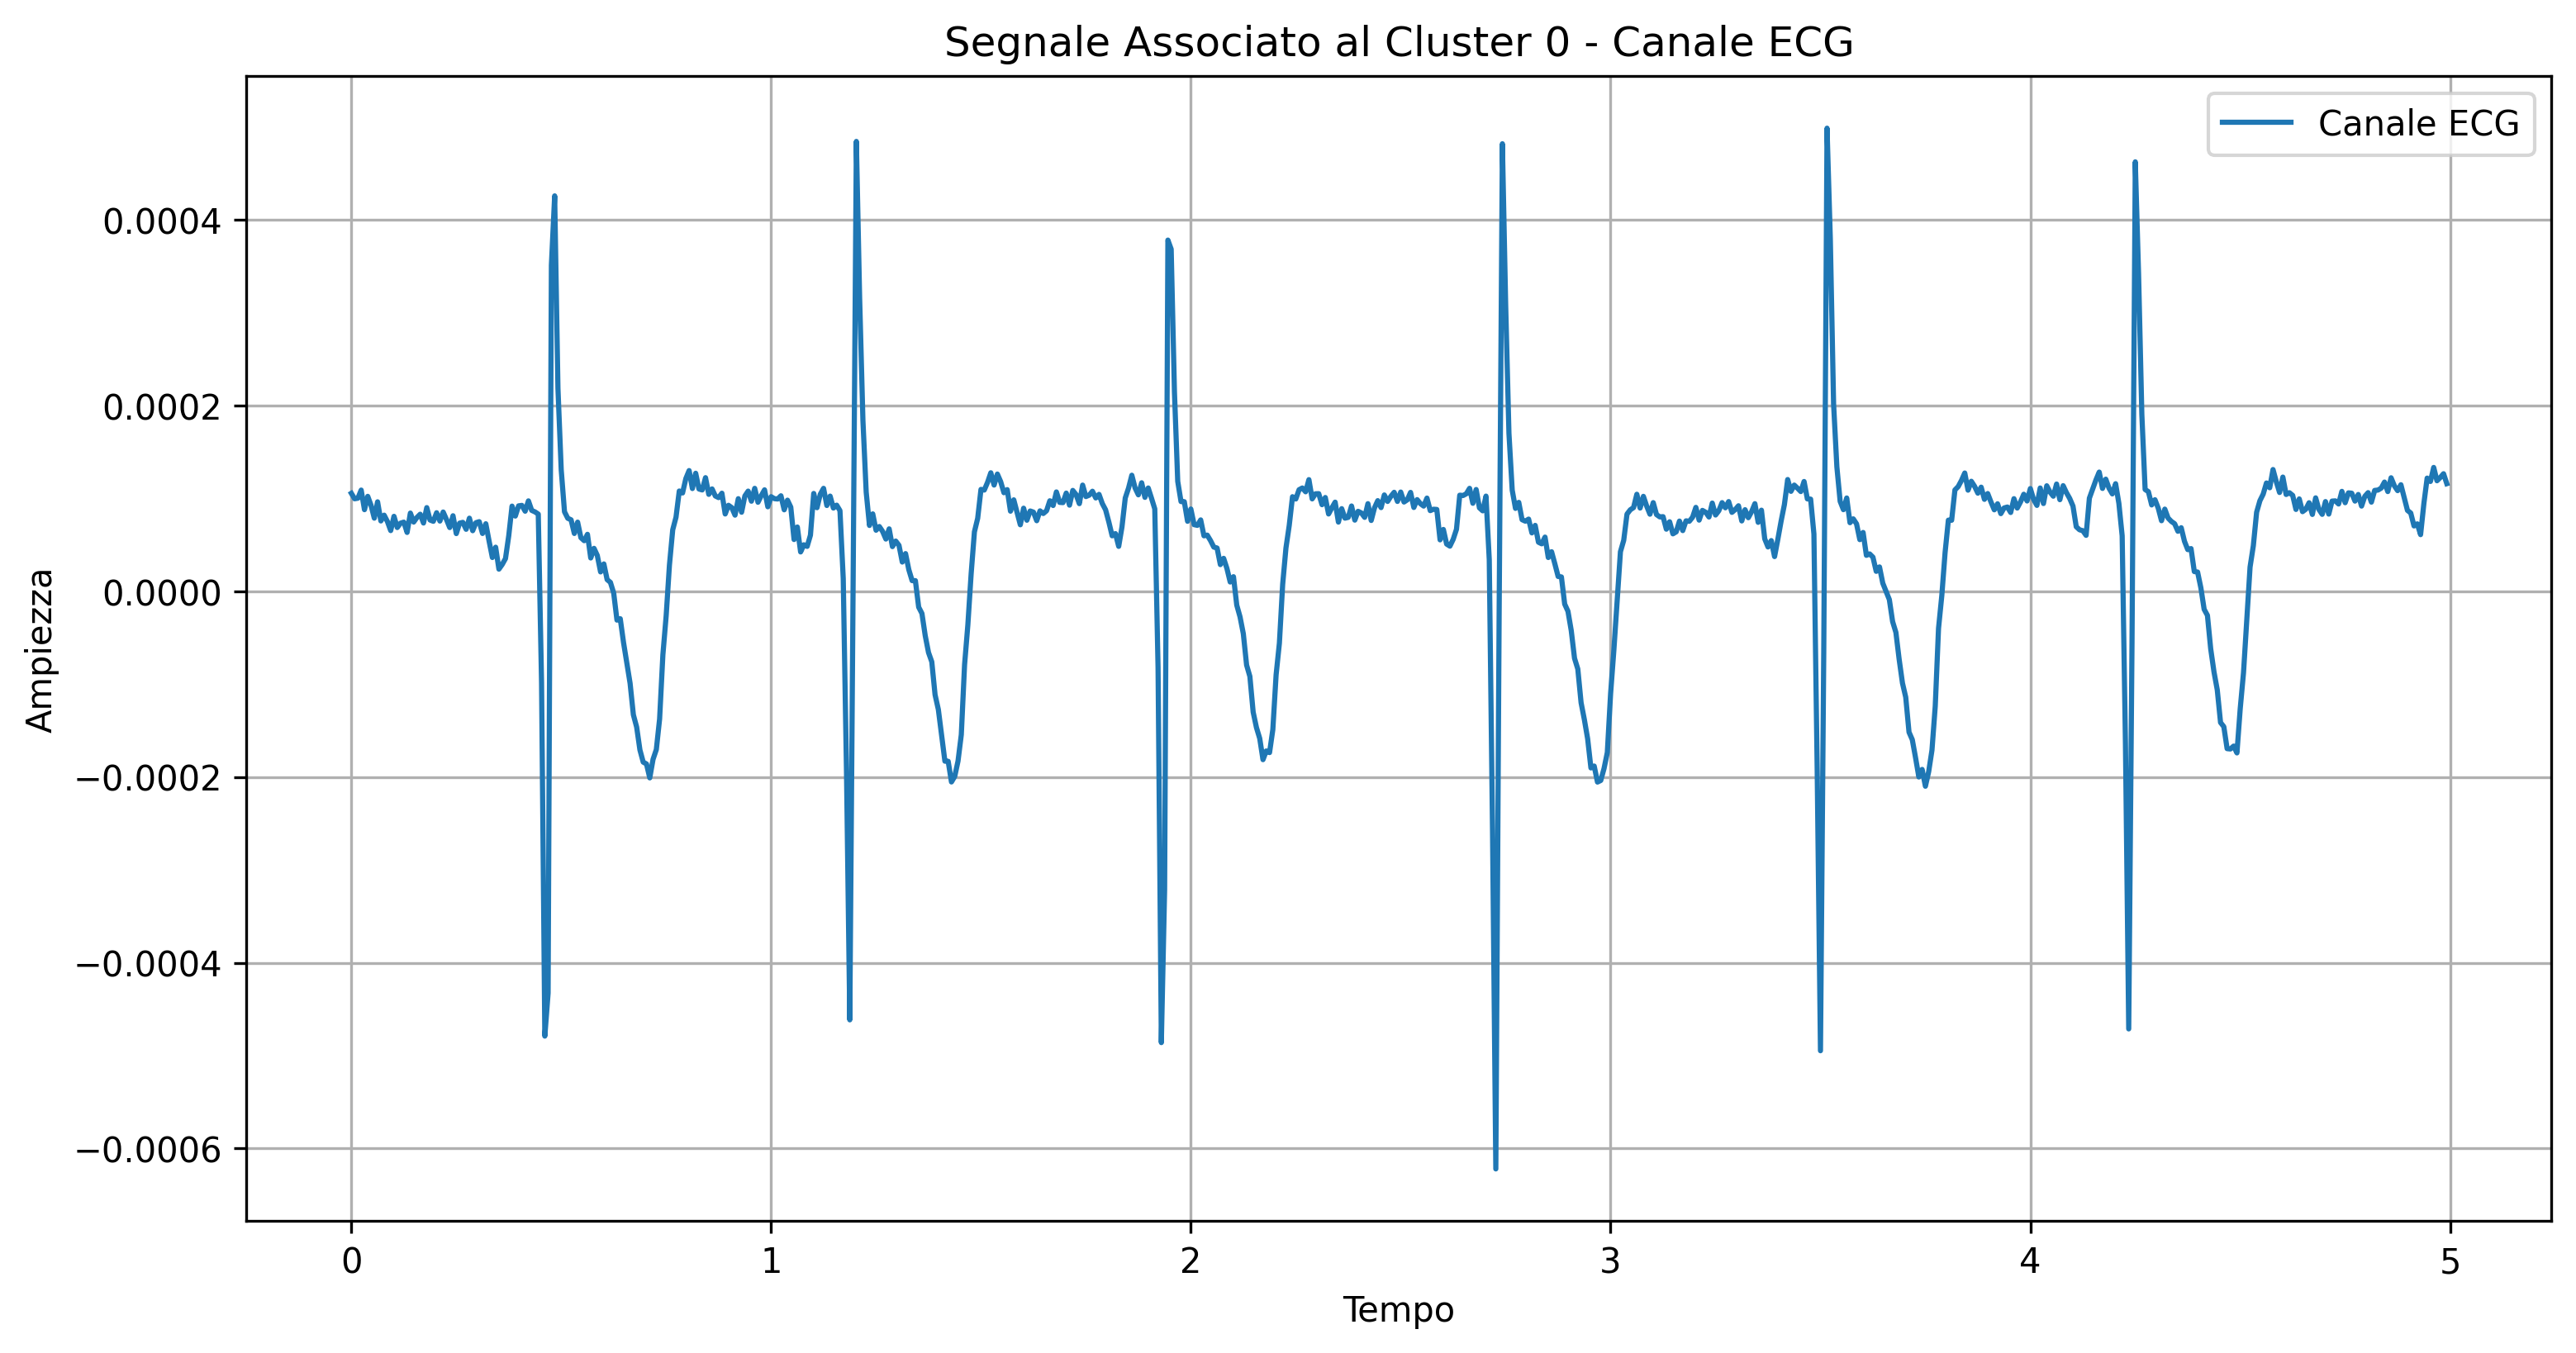 Segnale Associato al Cluster 0 - Canale ECG
Canale ECG
0.0004
0.0002
0.0000
−0.0002
−0.0004
−0.0006
Ampiezza
0 1 2 3 4 5
Tempo